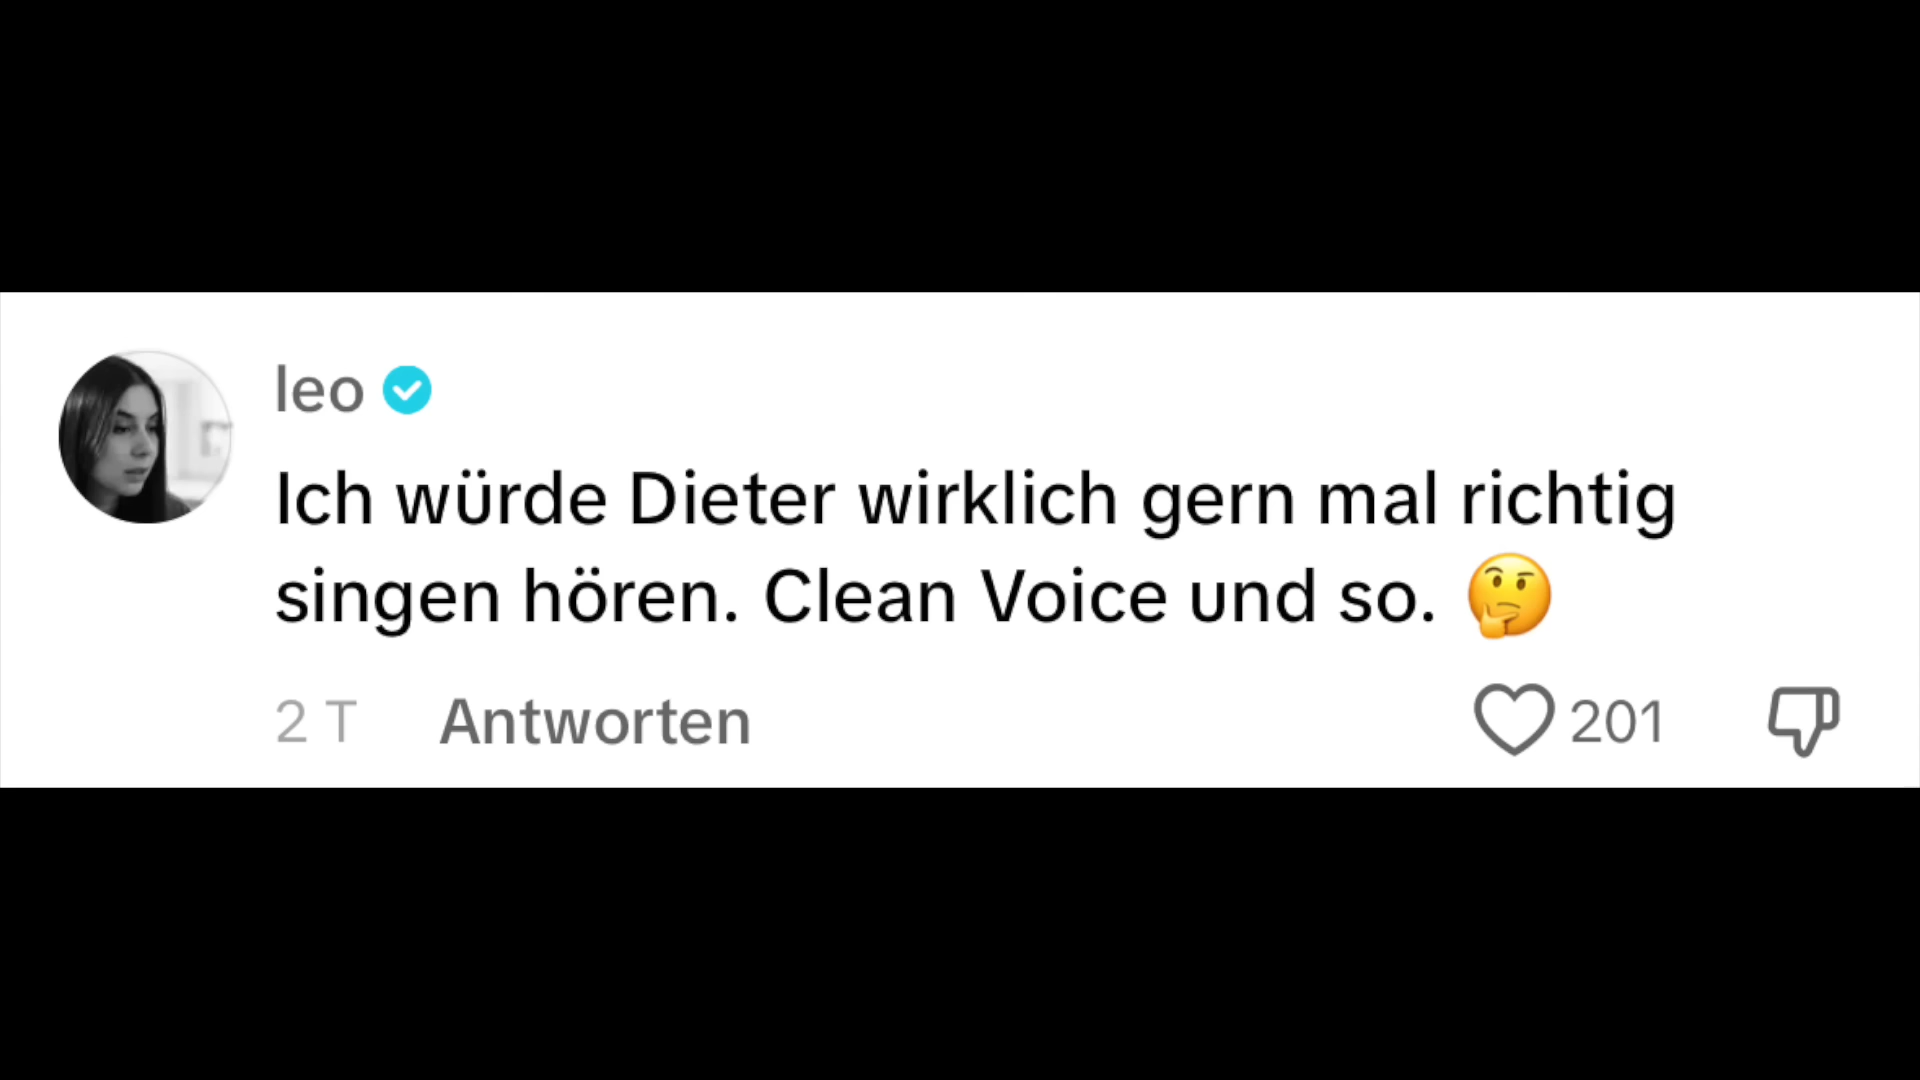 leo
Ich würde Dieter wirklich gern mal richtig
singen hören. Clean Voice und so. 🤔
2 T Antworten 201